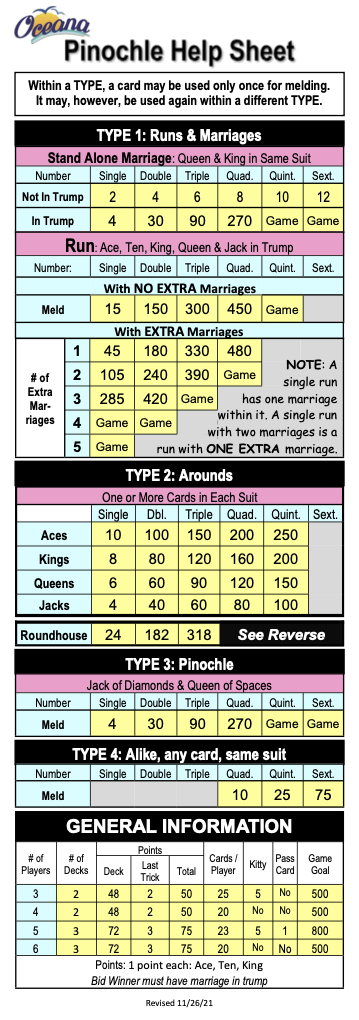 Oceana
Pinochle Help Sheet
Within a TYPE, a card may be used only once for melding.
It may, however, be used again within a different TYPE.
TYPE 1: Runs & Marriages
Stand Alone Marriage: Queen & King in Same Suit
Number Single Double Triple Quad. Quint. Sext.
Not In Trump 2 4 6 8 10 12
In Trump 4 30 90 270 Game Game
Run: Ace, Ten, King, Queen & Jack in Trump
Number: Single Double Triple Quad. Quint. Sext.
With NO EXTRA Marriages
Meld 15 150 300 450 Game
With EXTRA Marriages
# of
Extra
Mar-
riages
1 45 180 330 480
2 105 240 390 Game
3 285 420 Game
4 Game Game
5 Game
NOTE: A
single run
has one marriage
within it. A single run
with two marriages is a
run with ONE EXTRA marriage.
TYPE 2: Arounds
One or More Cards in Each Suit
Single Dbl. Triple Quad. Quint. Sext.
Aces 10 100 150 200 250
Kings 8 80 120 160 200
Queens 6 60 90 120 150
Jacks 4 40 60 80 100
Roundhouse 24 182 318 See Reverse
TYPE 3: Pinochle
Jack of Diamonds & Queen of Spaces
Number Single Double Triple Quad. Quint. Sext.
Meld 4 30 90 270 Game Game
TYPE 4: Alike, any card, same suit
Number Single Double Triple Quad. Quint. Sext.
Meld 10 25 75
GENERAL INFORMATION
# of
Players
# of
Decks
Points
Deck
Last
Trick
Total
Cards /
Player
Kitty
Pass
Card
Game
Goal
3 2 48 2 50 25 5 No 500
4 2 48 2 50 20 No No 500
5 3 72 3 75 23 5 1 800
6 3 72 3 75 20 No No 500
Points: 1 point each: Ace, Ten, King
Bid Winner must have marriage in trump
Revised 11/26/21